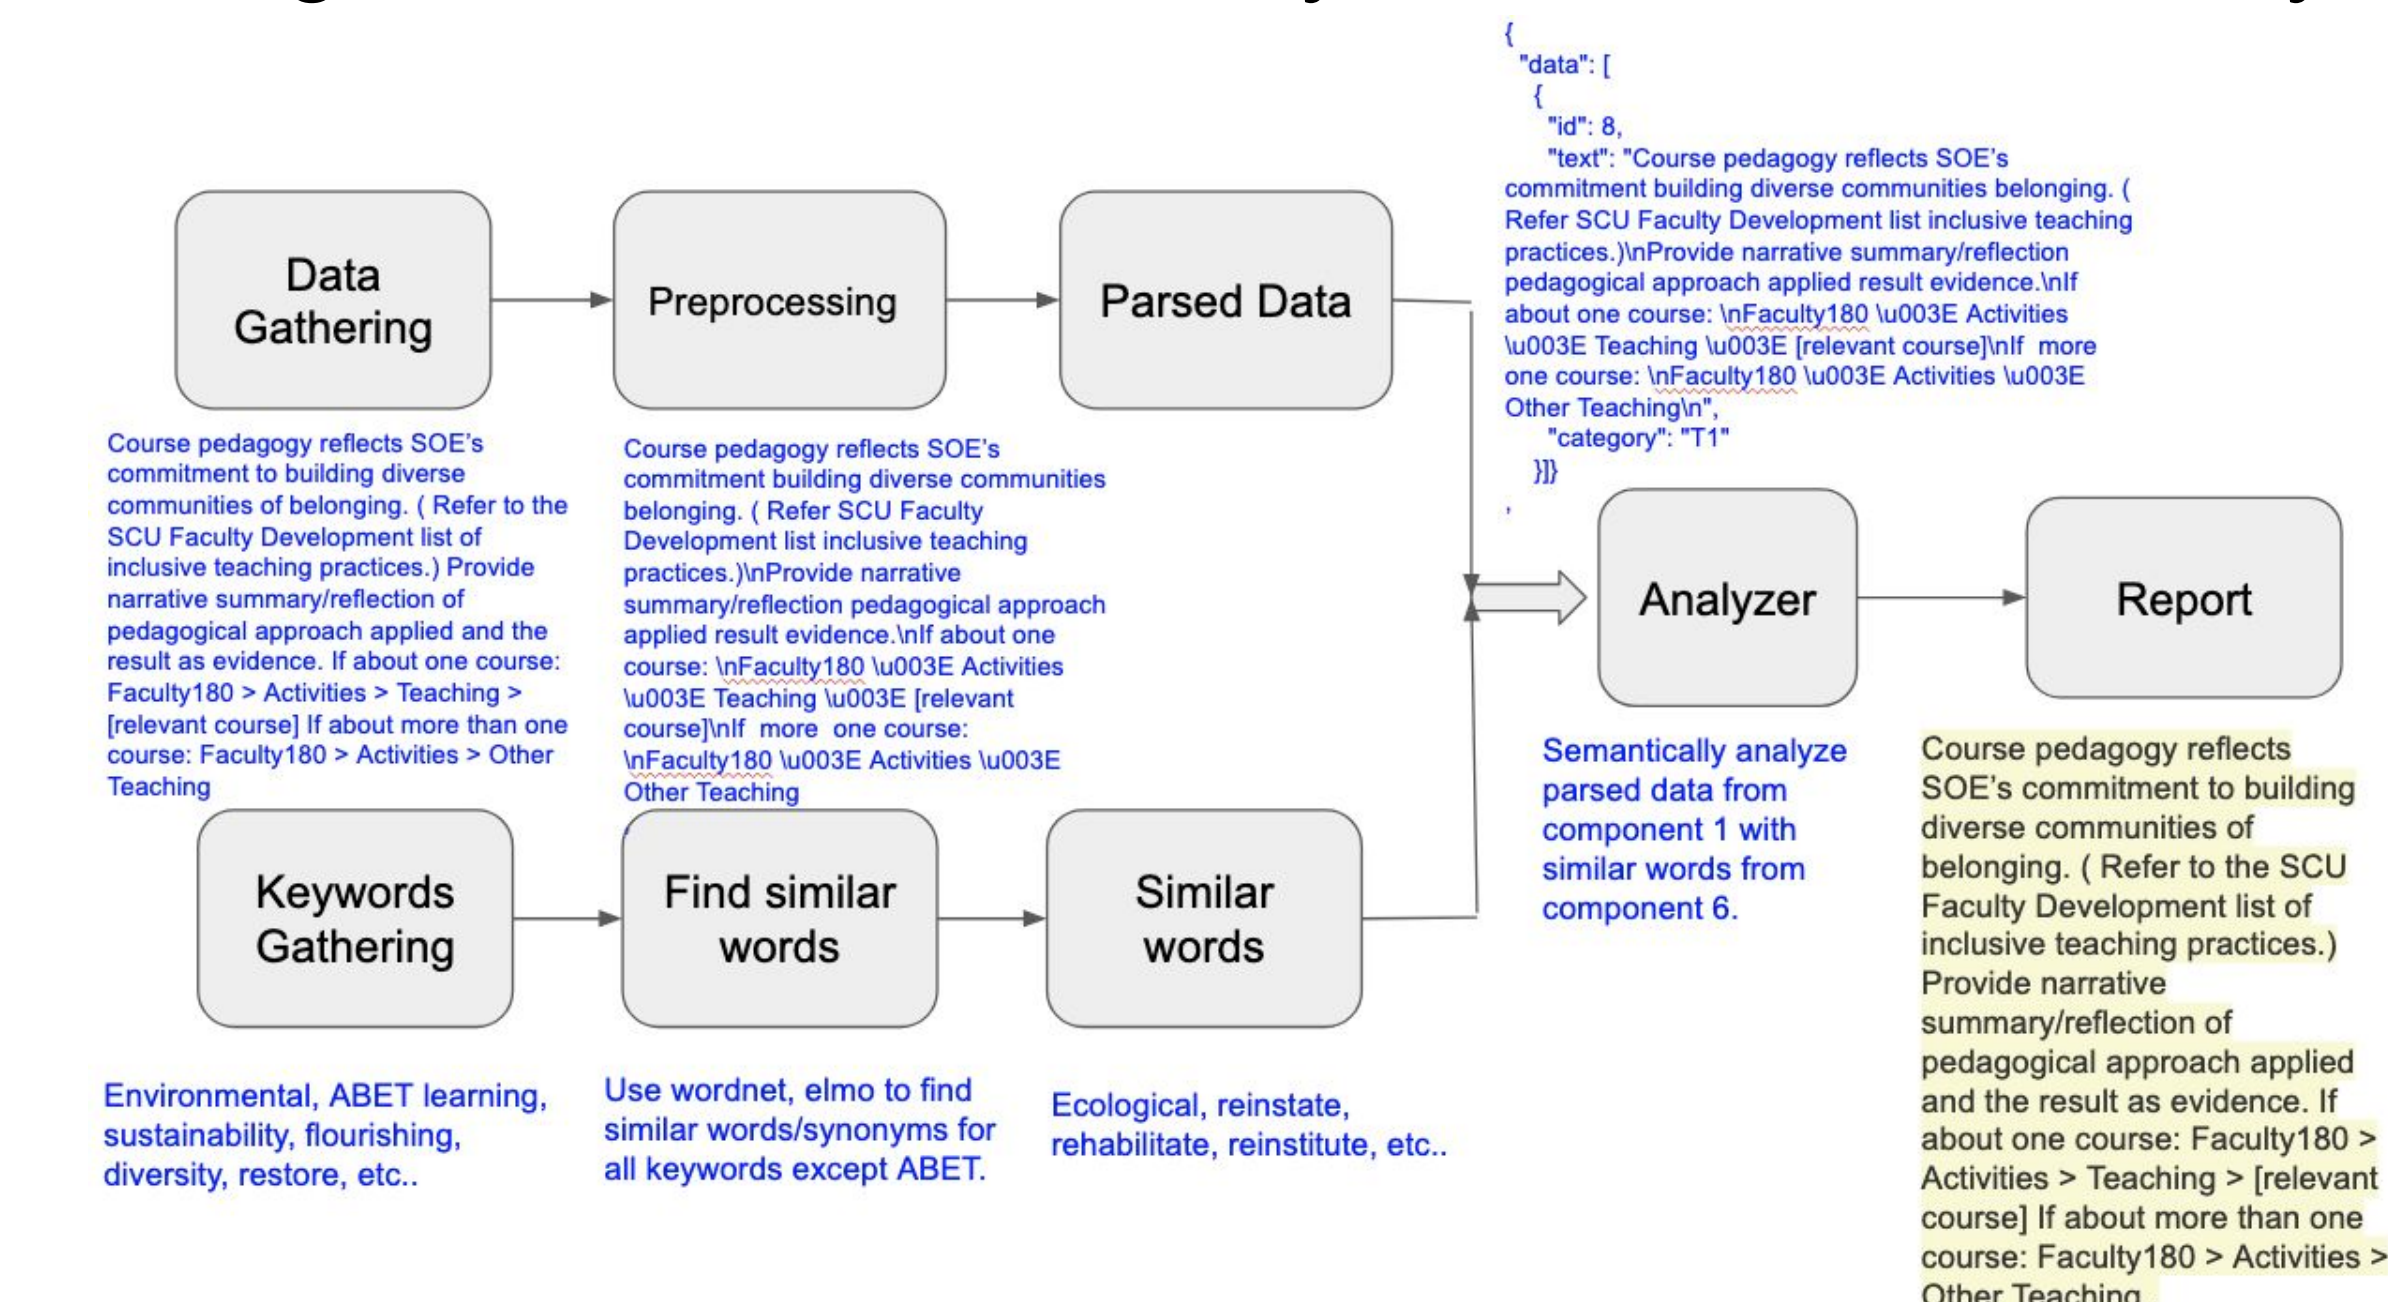 {
"data": [
{
"id": 8,
"text": "Course pedagogy reflects SOE's
commitment building diverse communities belonging. (
Refer SCU Faculty Development list inclusive teaching
practices.)\nProvide narrative summary/reflection
pedagogical approach applied result evidence.\nIf
about one course: \nFaculty180 \u003E Activities
\u003E Teaching \u003E [relevant course]\nIf  more
one course: \nFaculty180 \u003E Activities \u003E
Other Teaching\n",
"category": "T1"
}]}
,
Data
Gathering
Preprocessing
Parsed Data
Course pedagogy reflects SOE's
commitment to building diverse
communities of belonging. ( Refer to the
SCU Faculty Development list of
inclusive teaching practices.) Provide
narrative summary/reflection of
pedagogical approach applied and the
result as evidence. If about one course:
Faculty180 > Activities > Teaching >
[relevant course] If about more than one
course: Faculty180 > Activities > Other
Teaching
Course pedagogy reflects SOE's
commitment building diverse communities
belonging. ( Refer SCU Faculty
Development list inclusive teaching
practices.)\nProvide narrative
summary/reflection pedagogical approach
applied result evidence.\nIf about one
course: \nFaculty180 \u003E Activities
\u003E Teaching \u003E [relevant
course]\nIf  more  one course:
\nFaculty180 \u003E Activities \u003E
Other Teaching
,
Analyzer
Report
Semantically analyze
parsed data from
component 1 with
similar words from
component 6.
Course pedagogy reflects
SOE's commitment to building
diverse communities of
belonging. ( Refer to the SCU
Faculty Development list of
inclusive teaching practices.)
Provide narrative
summary/reflection of
pedagogical approach applied
and the result as evidence. If
about one course: Faculty180 >
Activities > Teaching > [relevant
course] If about more than one
course: Faculty180 > Activities >
Other Teaching
Keywords
Gathering
Find similar
words
Similar
words
Environmental, ABET learning,
sustainability, flourishing,
diversity, restore, etc..
Use wordnet, elmo to find
similar words/synonyms for
all keywords except ABET.
Ecological, reinstate,
rehabilitate, reinstitute, etc..